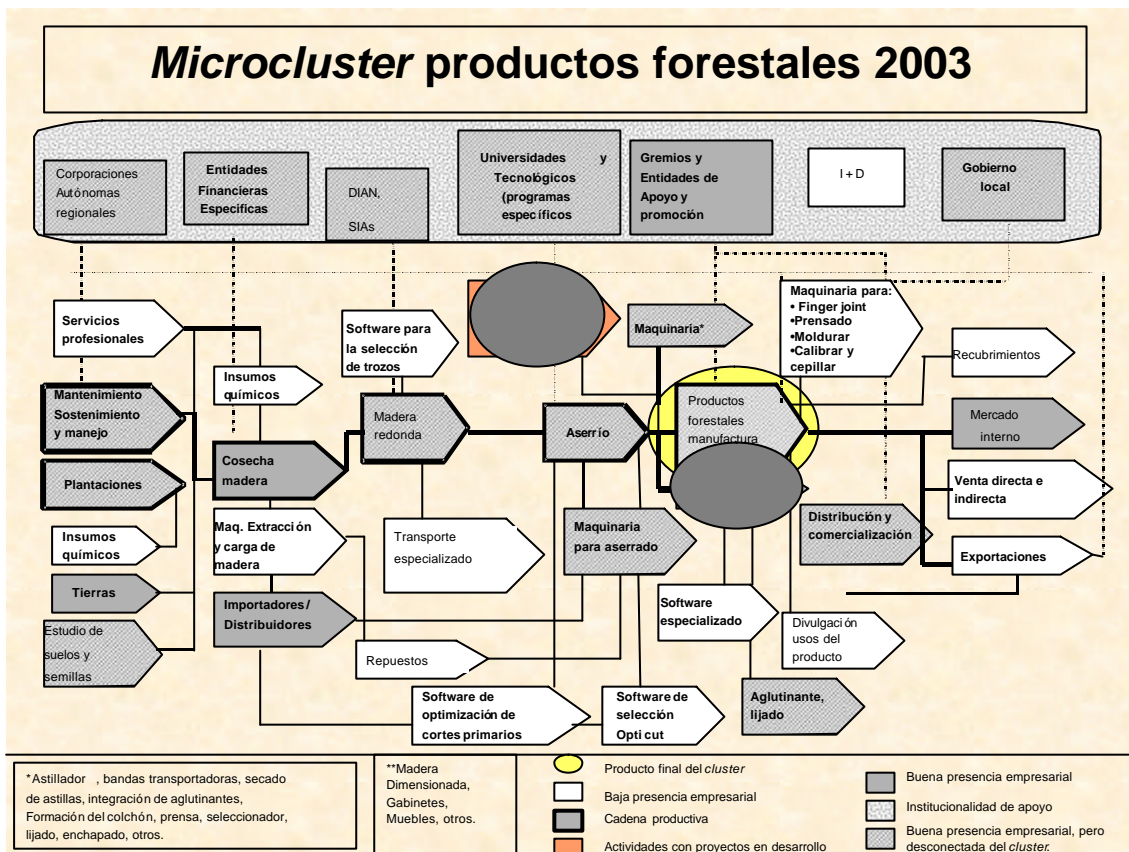 Microcluster productos forestales 2003
Corporaciones
Autónomas
regionales
Entidades
Financieras
Específicas
DIAN,
SIAs
Universidades y
Tecnológicos
(programas
específicos
Gremios y
Entidades de
Apoyo y
promoción
I + D
Gobierno
local
Servicios
profesionales
Software para
la selección
de trozos
Maquinaría*
Maquinaria para:
• Finger joint
•Prensado
•Moldurar
•Calibrar y
cepillar
Recubrimientos
Insumos
químicos
Mantenimiento
Sostenimiento
y manejo
Madera
redonda
Aserrío
Productos
forestales
manufactura
Mercado
interno
Cosecha
madera
Plantaciones
Venta directa e
indirecta
Maq. Extracción
y carga de
madera
Transporte
especializado
Maquinaria
para aserrado
Distribución y
comercialización
Insumos
químicos
Exportaciones
Tierras
Importadores /
Distribuidores
Software
especializado
Divulgación
usos del
producto
Estudio de
suelos y
semillas
Repuestos
Software de
optimización de
cortes primarios
Software de
selección
Opti cut
Aglutinante,
lijado
*Astillador , bandas transportadoras, secado
de astillas, integración de aglutinantes,
Formación del colchón, prensa, seleccionador,
lijado, enchapado, otros.
**Madera
Dimensionada,
Gabinetes,
Muebles, otros.
Producto final del cluster
Baja presencia empresarial
Cadena productiva
Actividades con proyectos en desarrollo
Buena presencia empresarial
Institucionalidad de apoyo
Buena presencia empresarial, pero
desconectada del cluster.